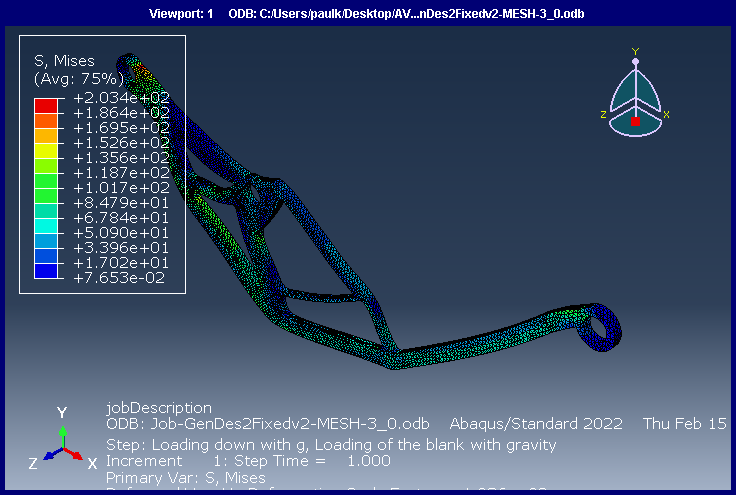 Viewport: 1 ODB: C:/Users/paulk/Desktop/AV...nDes2Fixedv2-MESH-3_0.odb
S, Mises
(Avg: 75%)
+2.034e+02
+1.864e+02
+1.695e+02
+1.526e+02
+1.356e+02
+1.187e+02
+1.017e+02
+8.479e+01
+6.784e+01
+5.090e+01
+3.396e+01
+1.702e+01
+7.653e-02
Y
Z X
Y
Z X
jobDescription
ODB: Job-GenDes2Fixedv2-MESH-3_0.odb Abaqus/Standard 2022 Thu Feb 15
Step: Loading down with g, Loading of the blank with gravity
Increment 1: Step Time = 1.000
Primary Var: S, Mises